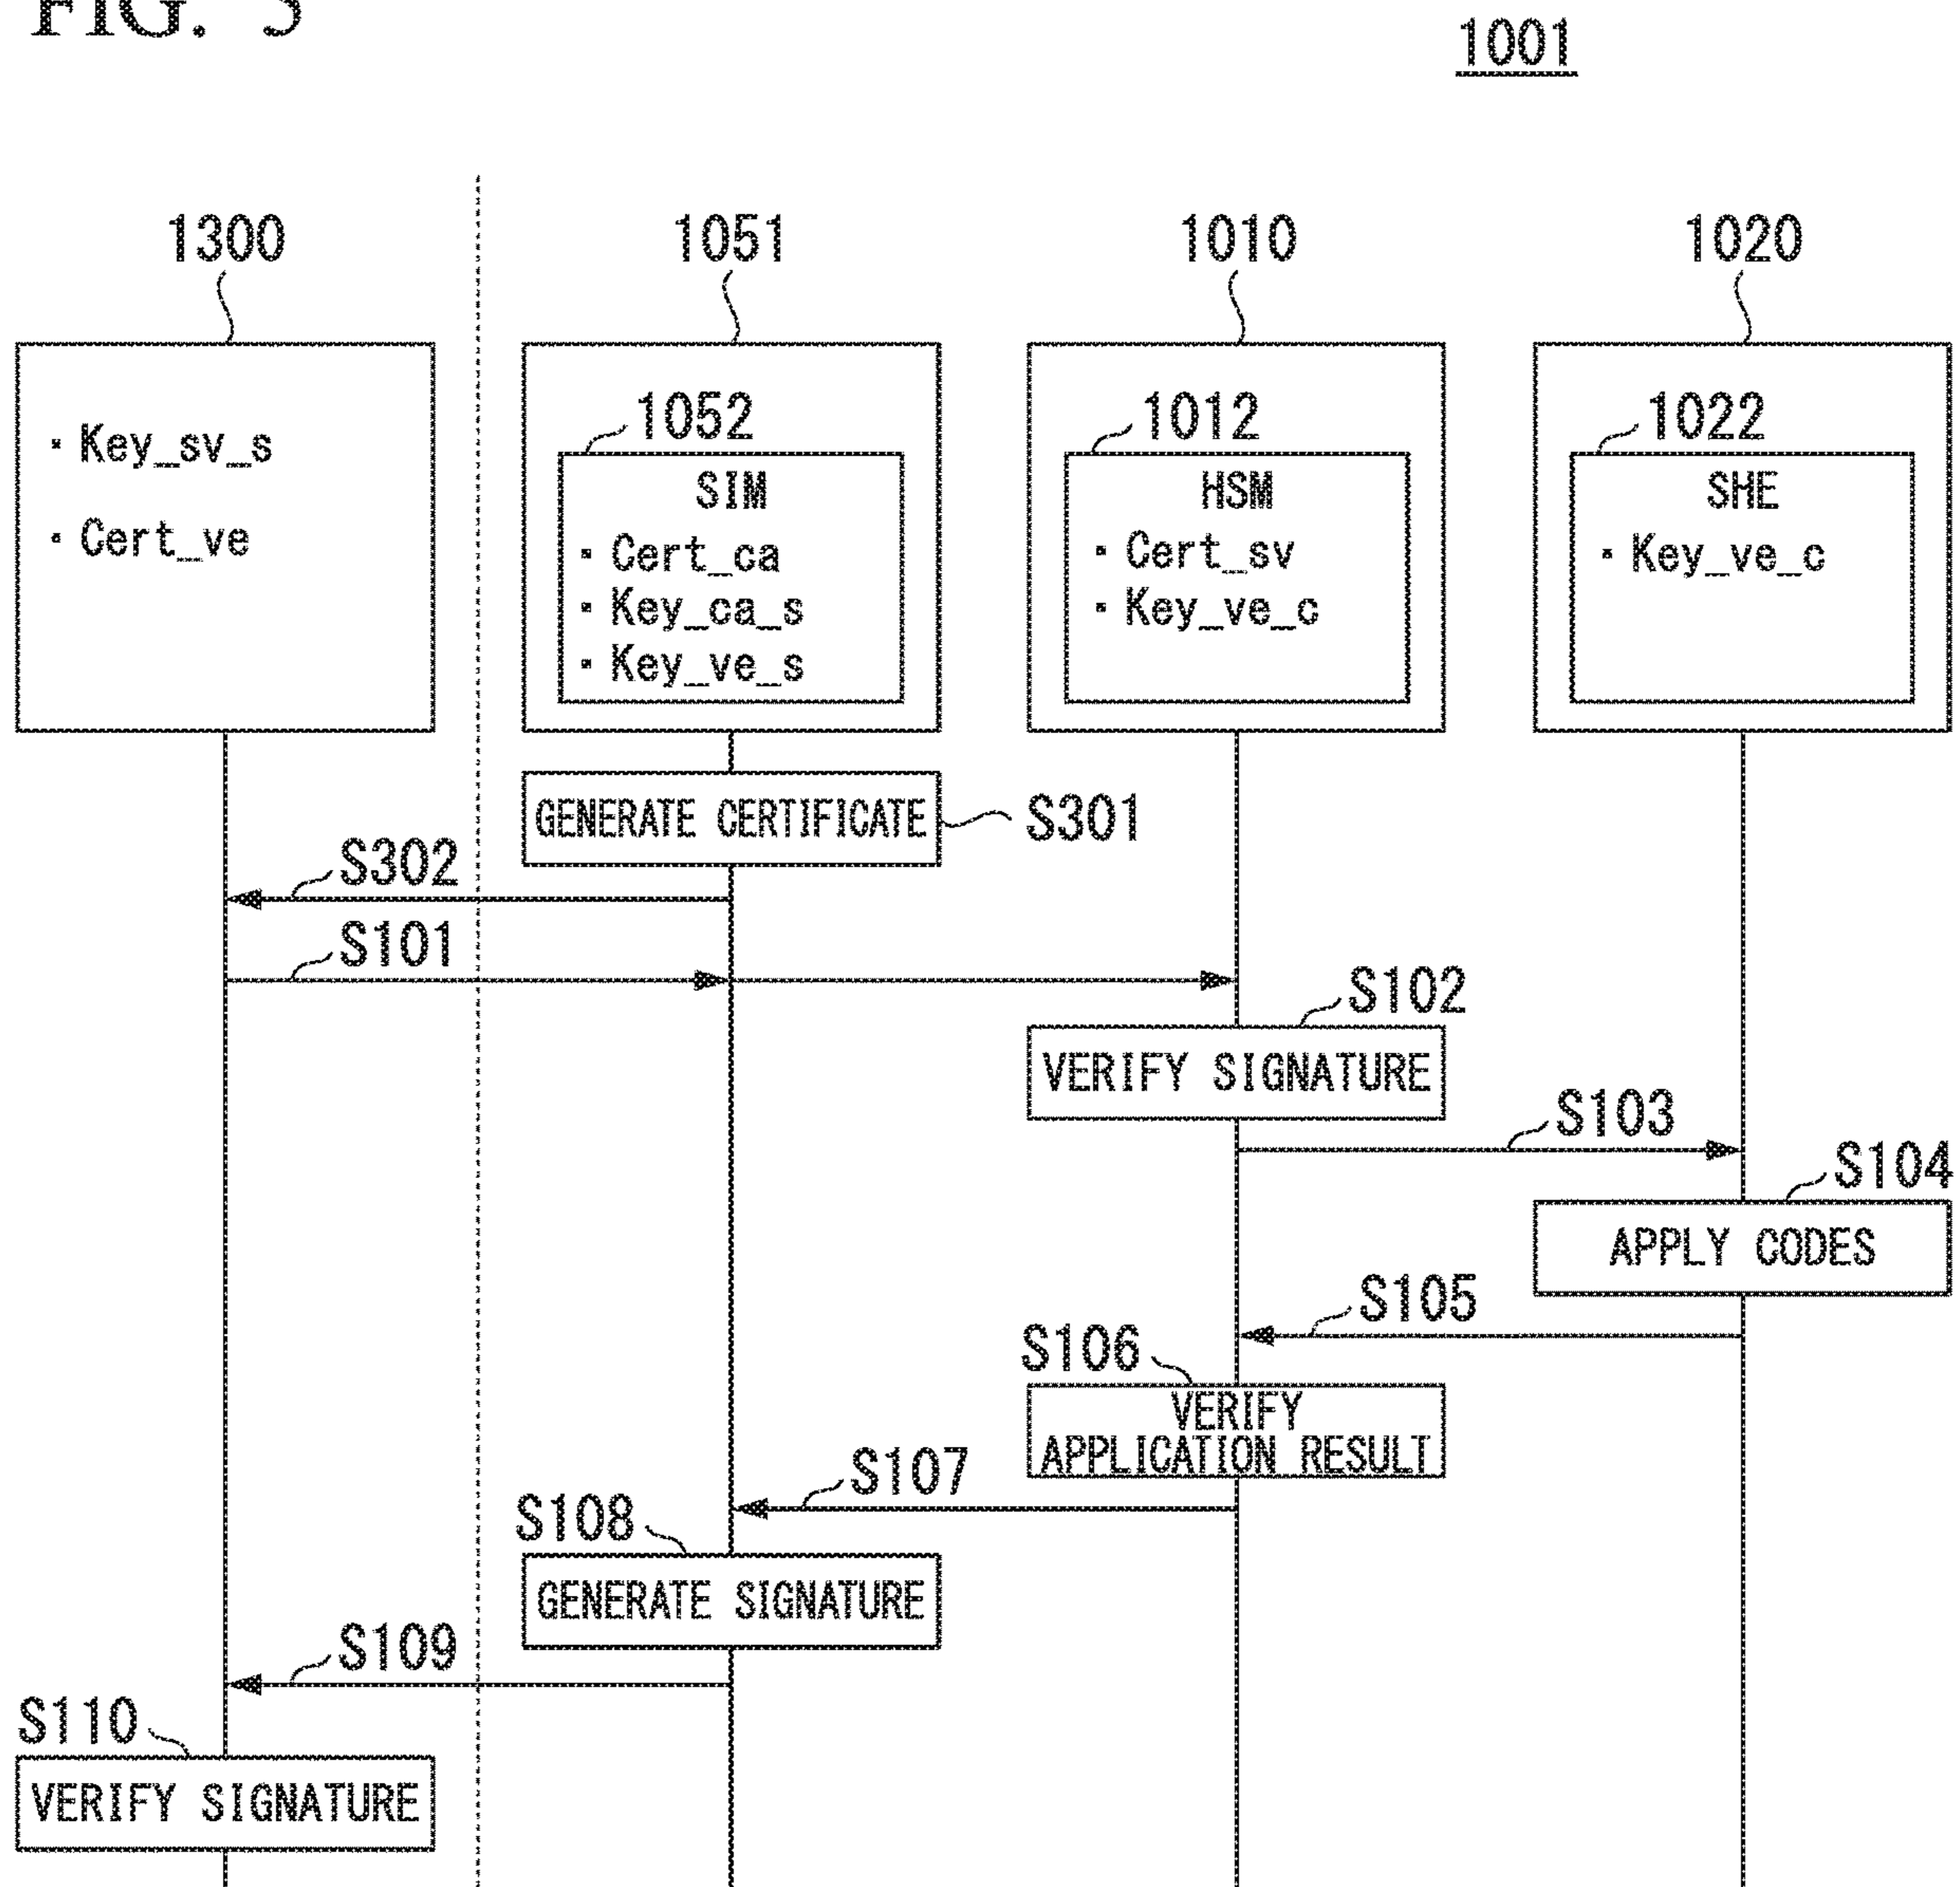 FIG. 5
1001
1300
1051
1010
1020
· Key_sv_s
· Cert_ve
1052
SIM
· Cert_ca
· Key_ca_s
· Key_ve_s
1012
HSM
· Cert_sv
· Key_ve_c
1022
SHE
· Key_ve_c
GENERATE CERTIFICATE
S301
S302
S101
S102
VERIFY SIGNATURE
S103
S104
APPLY CODES
S105
S106
VERIFY
APPLICATION RESULT
S107
S108
GENERATE SIGNATURE
S109
S110
VERIFY SIGNATURE